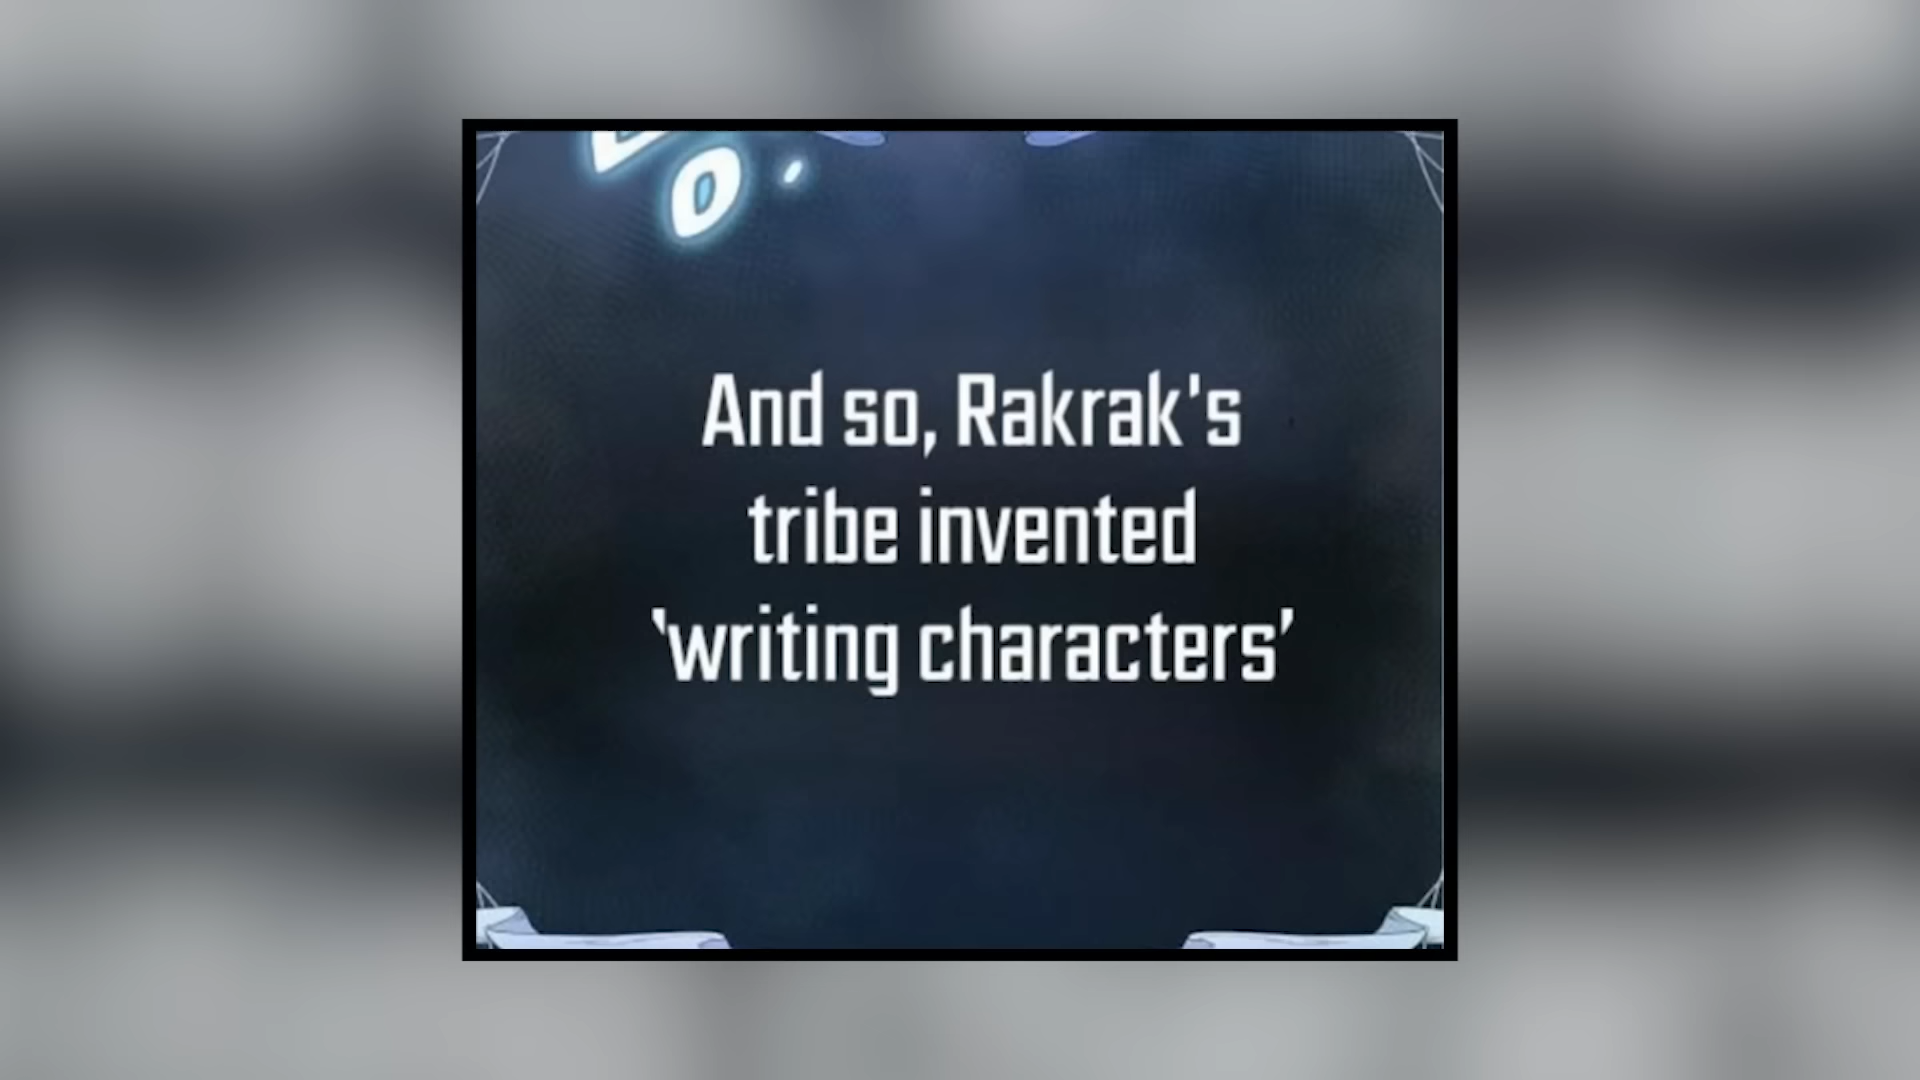 And so, Rakrak's
tribe invented
‘writing characters’